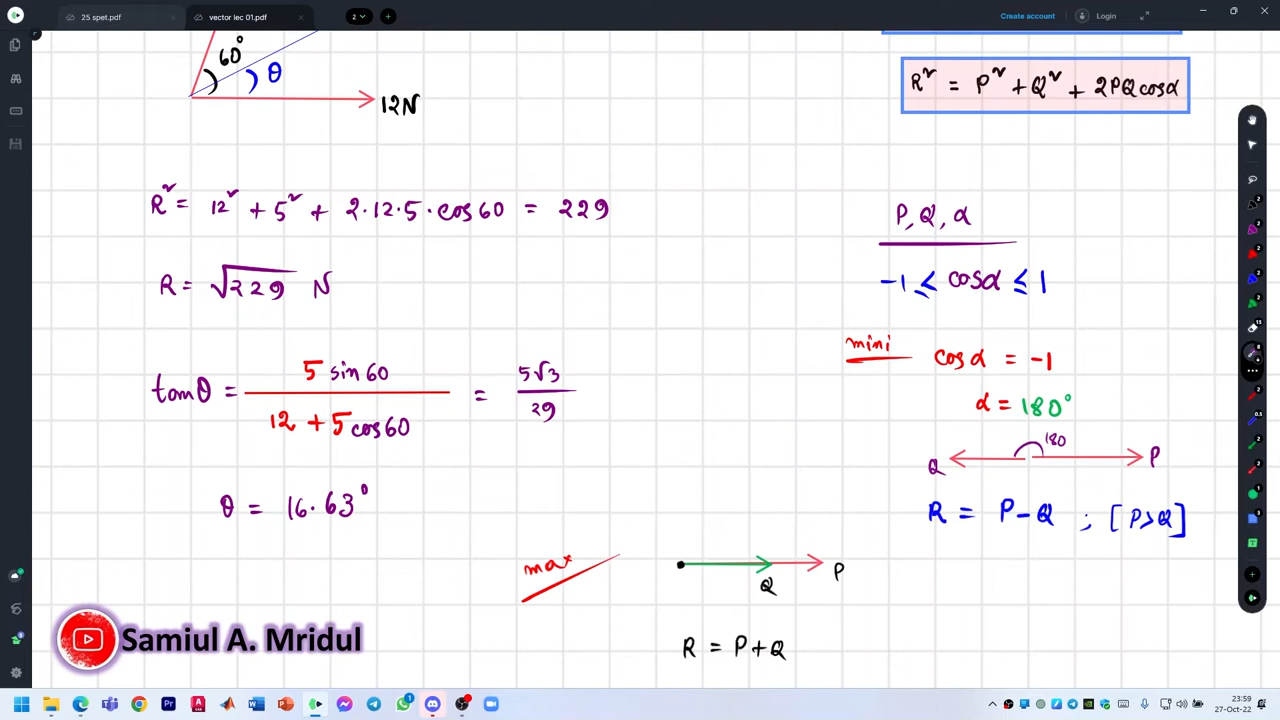 25 spet.pdf
vector lec 01.pdf
2
Create account
Login
60°
θ
12N
R² = P² + Q² + 2PQcosα
R² = 12² + 5² + 2·12·5·cos60 = 229
R = √229 N
tanθ = 5 sin60 / 12 + 5cos60 = 5√3 / 29
θ = 16.63°
P, Q, α
-1 ≤ cosα ≤ 1
mini
cosα = -1
α = 180°
180
Q
P
R = P-Q ; [P>Q]
max
Q
P
R = P+Q
Samiul A. Mridul
23:59
27-Oct-22